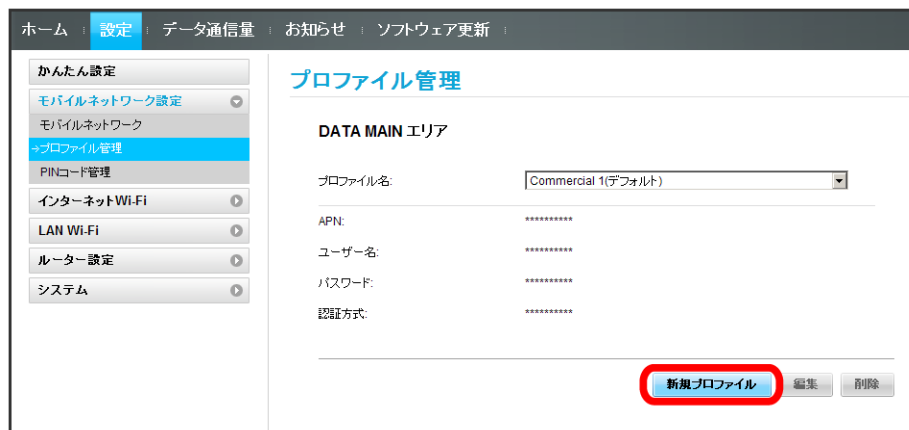 ホーム 設定 データ通信量 お知らせ ソフトウェア更新
かんたん設定
モバイルネットワーク設定
モバイルネットワーク
→プロファイル管理
PINコード管理
インターネットWi-Fi
LAN Wi-Fi
ルーター設定
システム
プロファイル管理
DATA MAIN エリア
プロファイル名: Commercial 1(デフォルト)
APN: **********
ユーザー名: **********
パスワード: **********
認証方式: **********
新規プロファイル 編集 削除